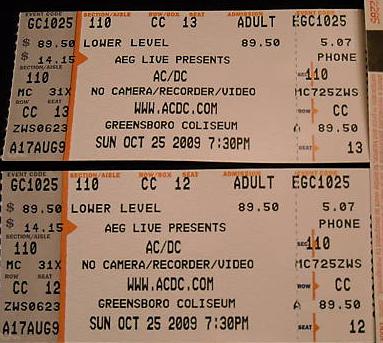 EVENT CODE SECTION/AISLE ROW/BOX SEAT ADMISSION
GC1025 110 CC 13 ADULT EGC1025
$ 89.50 LOWER LEVEL 89.50 5.07
$ 14.15 AEG LIVE PRESENTS PHONE
SECTION/AISLE
110 AC/DC 110
MC 31X NO CAMERA/RECORDER/VIDEO MC725ZWS
ROW SEAT
CC 13 WWW.ACDC.COM ROW CC
ZWS0623 GREENSBORO COLISEUM A 89.50
A17AUG9 SUN OCT 25 2009 7:30PM SEAT 13
EVENT CODE SECTION/AISLE ROW/BOX SEAT ADMISSION EVENT CODE
GC1025 110 CC 12 ADULT EGC1025
$ 89.50 LOWER LEVEL 89.50 5.07
$ 14.15 AEG LIVE PRESENTS PHONE
SECTION/AISLE
110 AC/DC 110
MC 31X NO CAMERA/RECORDER/VIDEO MC725ZWS
ROW SEAT
CC 12 WWW.ACDC.COM ROW CC
ZWS0623 GREENSBORO COLISEUM A 89.50
A17AUG9 SUN OCT 25 2009 7:30PM SEAT 12